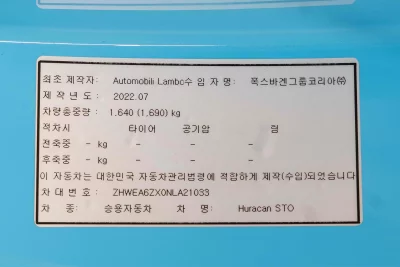 최초 제작자: Automobili Lambc수 입 자 명: 폭스바겐그룹코리아㈜
제 작 년 도 : 2022.07
차량총중량 : 1,640 (1,690) kg
적차시 타이어 공기압 림
전축중 - kg - - -
후축중 - kg - - -
이 자동차는 대한민국 자동차관리법령에 적합하게 제작(수입)되었습니다
차 대 번 호 : ZHWEA6ZX0NLA21033
차 종: 승용자동차 차 명: Huracan STO